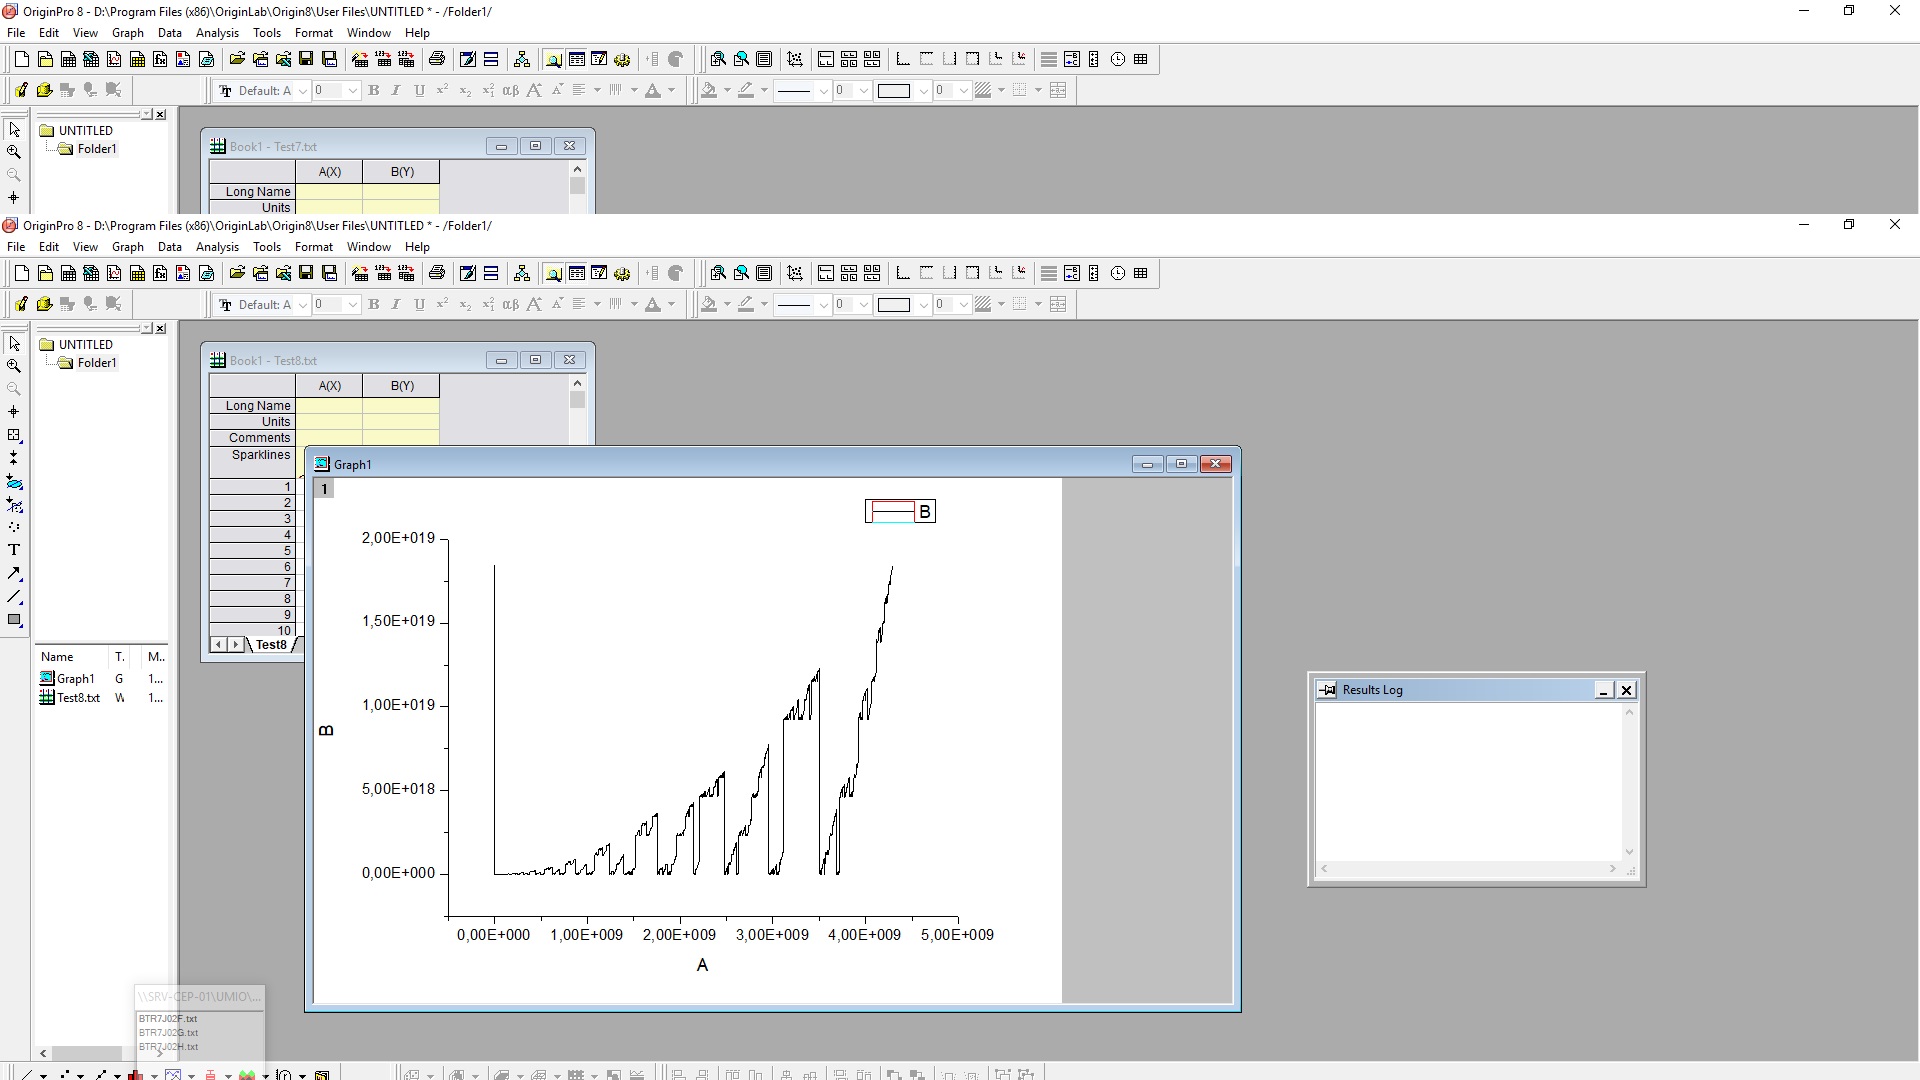 OriginPro 8 - D:\Program Files (x86)\OriginLab\Origin8\User Files\UNTITLED * - /Folder1/
File Edit View Graph Data Analysis Tools Format Window Help
Default: A 0 B I U x² x₂ αβ A A A 0 0
UNTITLED
Folder1
Book1 - Test7.txt
A(X) B(Y)
Long Name
Units
OriginPro 8 - D:\Program Files (x86)\OriginLab\Origin8\User Files\UNTITLED * - /Folder1/
File Edit View Graph Data Analysis Tools Format Window Help
Default: A 0 B I U x² x₂ αβ A A A 0 0
UNTITLED
Folder1
Book1 - Test8.txt
A(X) B(Y)
Long Name
Units
Comments
Sparklines
1
2
3
4
5
6
7
8
9
10
Test8
Graph1
1
B
2,00E+019
1,50E+019
1,00E+019
5,00E+018
0,00E+000
B
0,00E+000 1,00E+009 2,00E+009 3,00E+009 4,00E+009 5,00E+009
A
Results Log
Name T. M..
Graph1 G 1...
Test8.txt W 1...
\\SRV-CEP-01\UMIO\...
BTR7J02F.txt
BTR7J02G.txt
BTR7J02H.txt